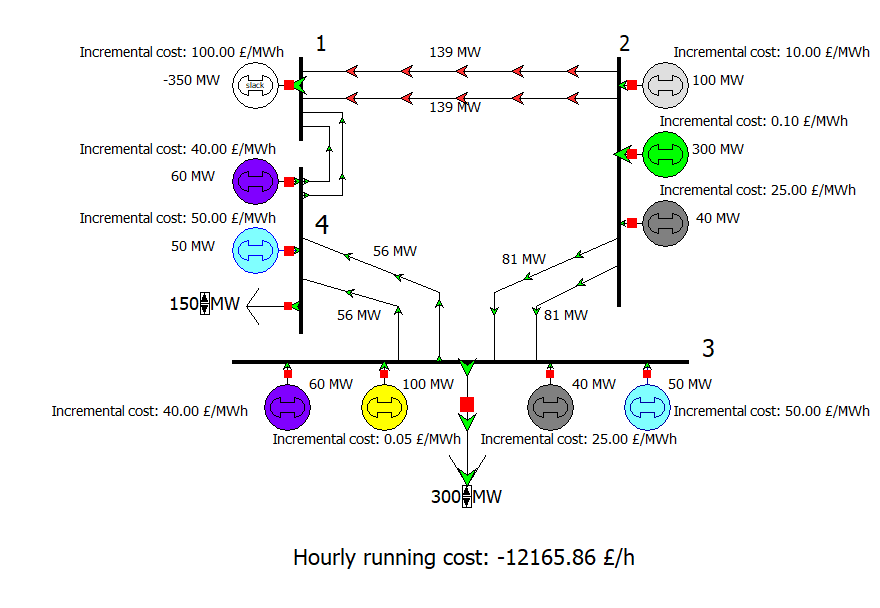 1
2
139 MW
Incremental cost: 100.00 £/MWh
Incremental cost: 10.00 £/MWh
-350 MW
slack
100 MW
139 MW
Incremental cost: 0.10 £/MWh
Incremental cost: 40.00 £/MWh
300 MW
60 MW
Incremental cost: 25.00 £/MWh
Incremental cost: 50.00 £/MWh
40 MW
4
50 MW
56 MW
81 MW
150 MW
56 MW
81 MW
3
60 MW
100 MW
40 MW
50 MW
Incremental cost: 40.00 £/MWh
Incremental cost: 50.00 £/MWh
Incremental cost: 0.05 £/MWh
Incremental cost: 25.00 £/MWh
300 MW
Hourly running cost: -12165.86 £/h